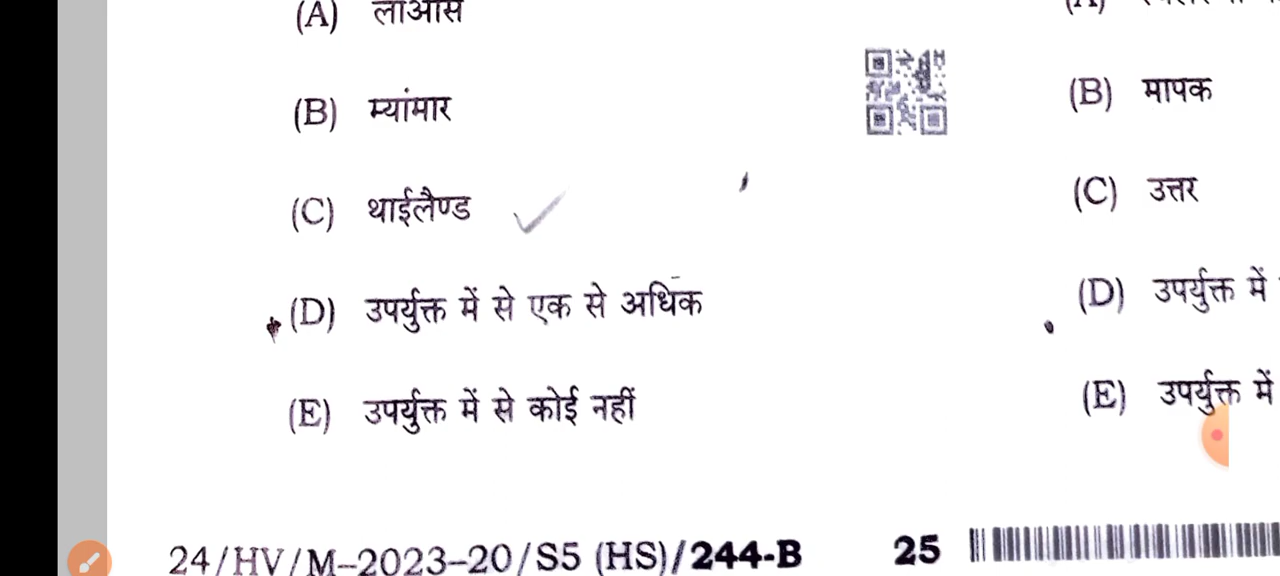 (A) लाओस
(B) म्यांमार
(C) थाईलैण्ड
(D) उपर्युक्त में से एक से अधिक
(E) उपर्युक्त में से कोई नहीं
24/HV/M–2023–20/S5 (HS)/244-B
25
(A)
(B) मापक
(C) उत्तर
(D) उपर्युक्त में
(E) उपर्युक्त में